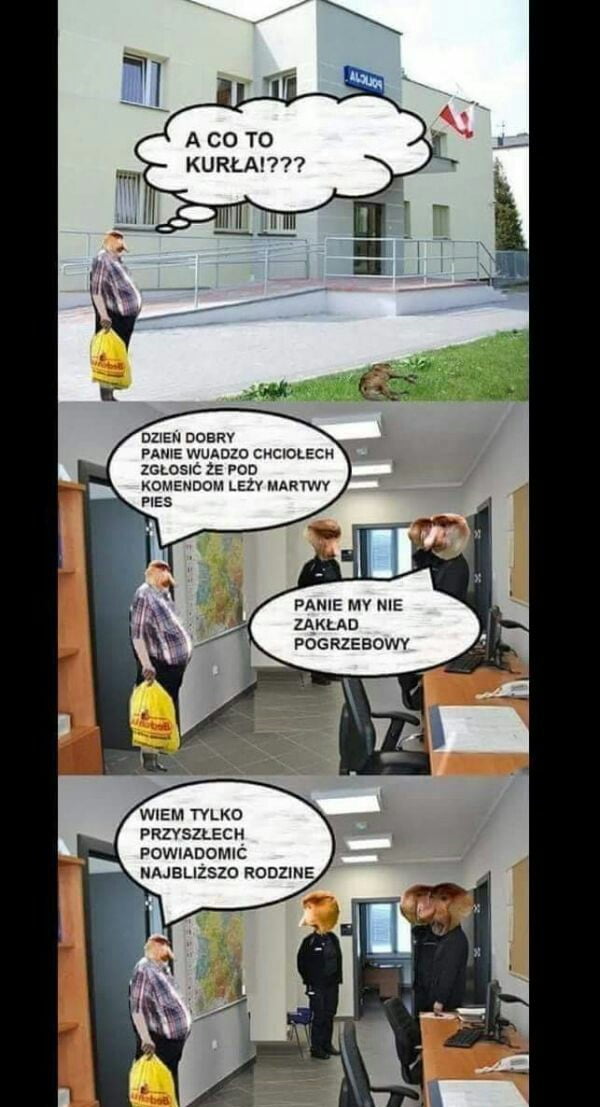 POLICJA
A CO TO
KURŁA!???
DZIEŃ DOBRY
PANIE WUADZO CHCIOŁECH
ZGŁOSIĆ ŻE POD
KOMENDOM LEŻY MARTWY
PIES
PANIE MY NIE
ZAKŁAD
POGRZEBOWY
WIEM TYLKO
PRZYSZŁECH
POWIADOMIĆ
NAJBLIŻSZO RODZINE